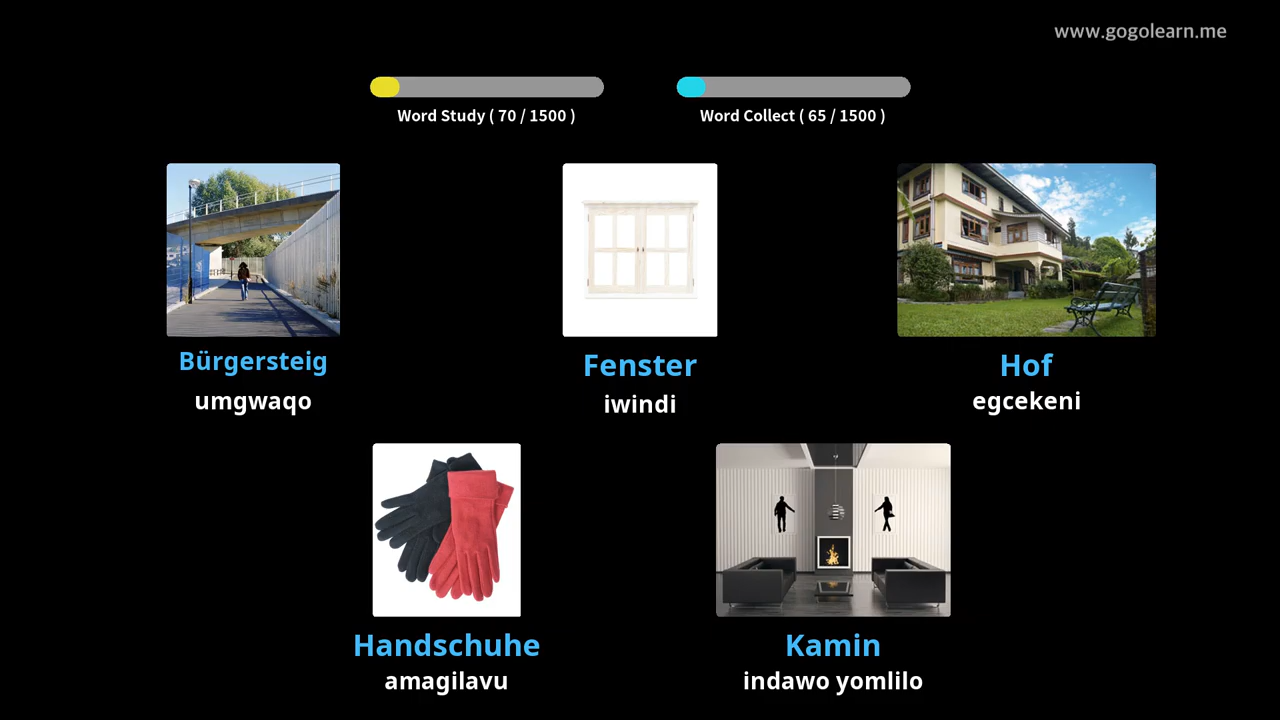 www.gogolearn.me
Word Study ( 70 / 1500 )
Word Collect ( 65 / 1500 )
Bürgersteig
umgwaqo
Fenster
iwindi
Hof
egcekeni
Handschuhe
amagilavu
Kamin
indawo yomlilo